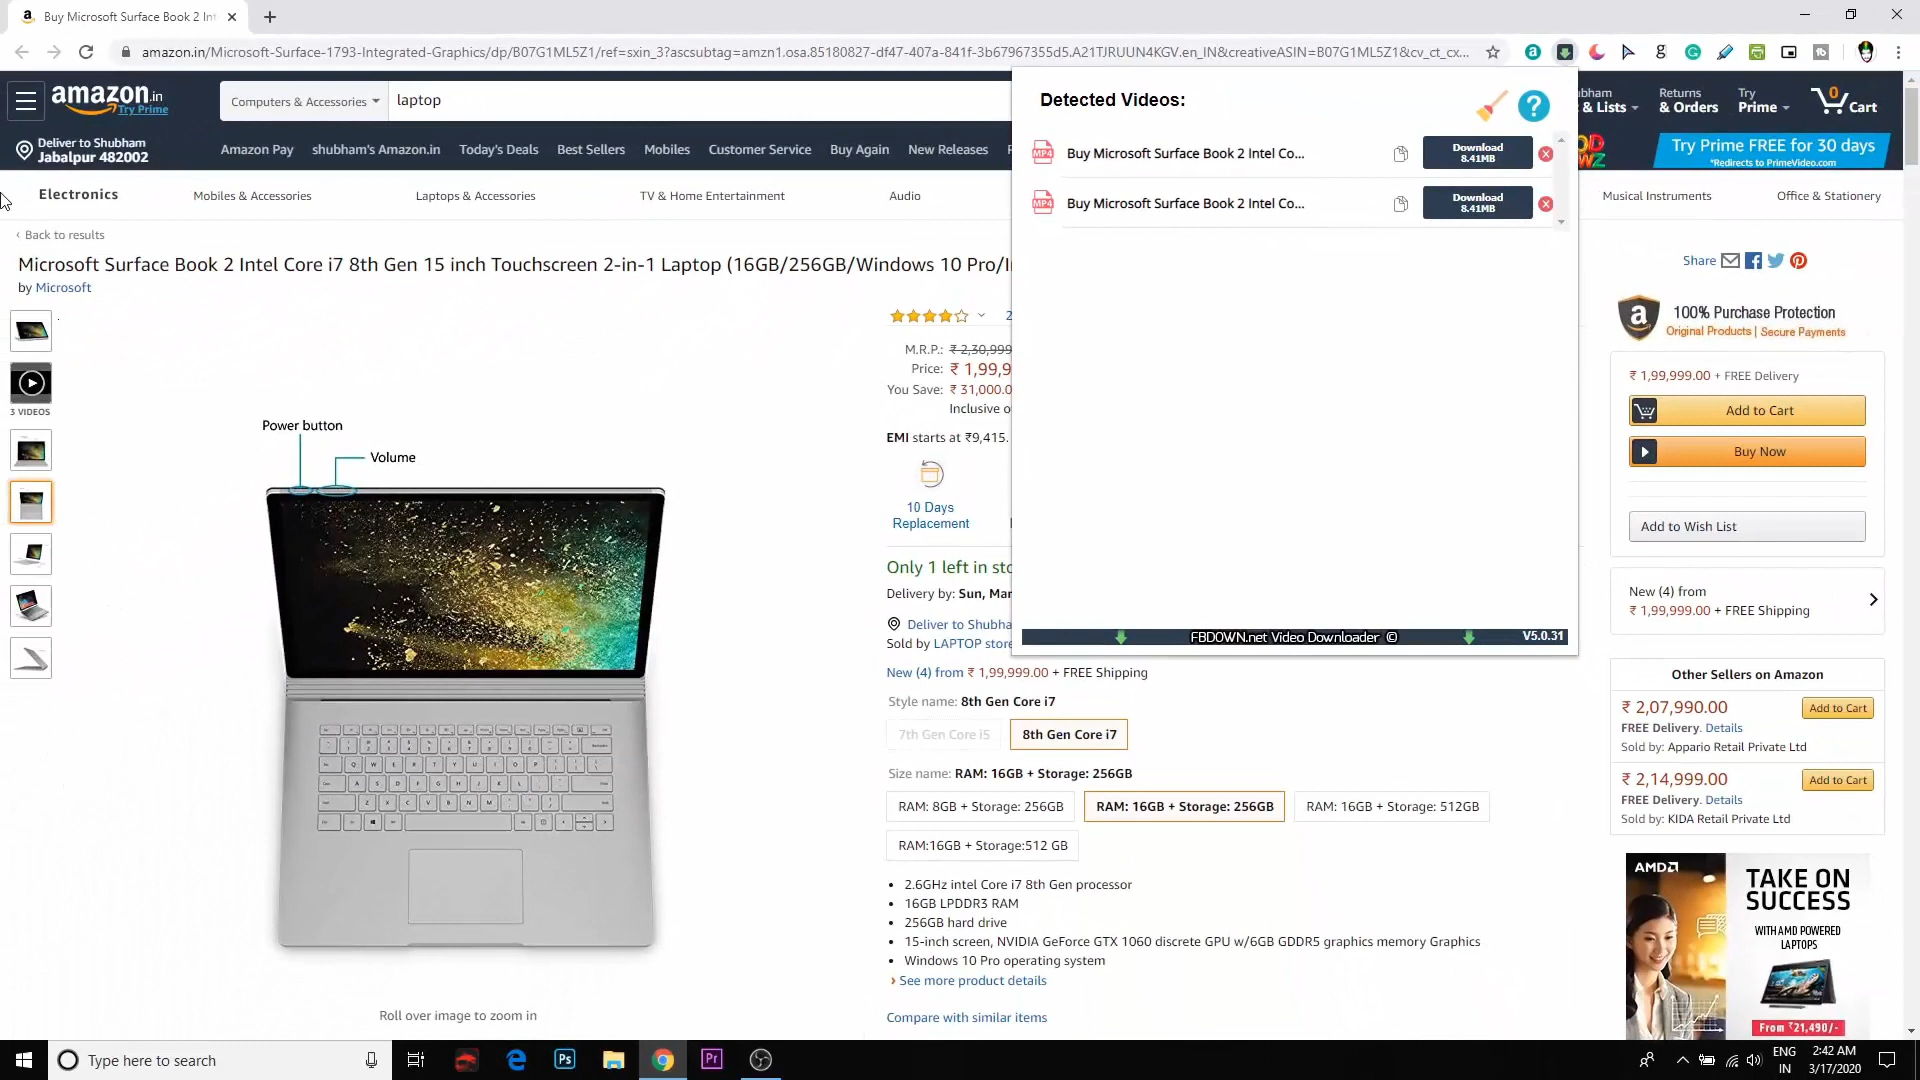 Buy Microsoft Surface Book 2 Int
amazon.in/Microsoft-Surface-1793-Integrated-Graphics/dp/B07G1ML5Z1/ref=sxin_3?ascsubtag=amzn1.osa.85180827-df47-407a-841f-3b67967355d5.A21TJRUUN4KGV.en_IN&creativeASIN=B07G1ML5Z1&cv_ct_cx...
amazon.in
Try Prime
Computers & Accessories
laptop
Deliver to Shubham
Jabalpur 482002
Amazon Pay
shubham's Amazon.in
Today's Deals
Best Sellers
Mobiles
Customer Service
Buy Again
New Releases
ubham
& Lists
Returns
& Orders
Try
Prime
0
Cart
Try Prime FREE for 30 days
*Redirects to PrimeVideo.com
Electronics
Mobiles & Accessories
Laptops & Accessories
TV & Home Entertainment
Audio
Musical Instruments
Office & Stationery
‹ Back to results
Microsoft Surface Book 2 Intel Core i7 8th Gen 15 inch Touchscreen 2-in-1 Laptop (16GB/256GB/Windows 10 Pro/I
by Microsoft
3 VIDEOS
Power button
Volume
Roll over image to zoom in
2
M.R.P.: ₹ 2,30,999
Price: ₹ 1,99,9
You Save: ₹ 31,000.0
Inclusive o
EMI starts at ₹9,415.
10 Days
Replacement
Only 1 left in sto
Delivery by: Sun, Mar
Deliver to Shubha
Sold by LAPTOP store
New (4) from ₹ 1,99,999.00 + FREE Shipping
Style name: 8th Gen Core i7
7th Gen Core i5
8th Gen Core i7
Size name: RAM: 16GB + Storage: 256GB
RAM: 8GB + Storage: 256GB
RAM: 16GB + Storage: 256GB
RAM: 16GB + Storage: 512GB
RAM:16GB + Storage:512 GB
• 2.6GHz intel Core i7 8th Gen processor
• 16GB LPDDR3 RAM
• 256GB hard drive
• 15-inch screen, NVIDIA GeForce GTX 1060 discrete GPU w/6GB GDDR5 graphics memory Graphics
• Windows 10 Pro operating system
› See more product details
Compare with similar items
Detected Videos:
MP4
Buy Microsoft Surface Book 2 Intel Co...
Download
8.41MB
MP4
Buy Microsoft Surface Book 2 Intel Co...
Download
8.41MB
FBDOWN.net Video Downloader ©
V5.0.31
Share
100% Purchase Protection
Original Products | Secure Payments
₹ 1,99,999.00 + FREE Delivery
Add to Cart
Buy Now
Add to Wish List
New (4) from
₹ 1,99,999.00 + FREE Shipping
Other Sellers on Amazon
₹ 2,07,990.00
Add to Cart
FREE Delivery. Details
Sold by: Appario Retail Private Ltd
₹ 2,14,999.00
Add to Cart
FREE Delivery. Details
Sold by: KIDA Retail Private Ltd
AMD
TAKE ON
SUCCESS
WITH AMD POWERED
LAPTOPS
From ₹21,490/-
Type here to search
Ps
Pr
ENG
IN
2:42 AM
3/17/2020